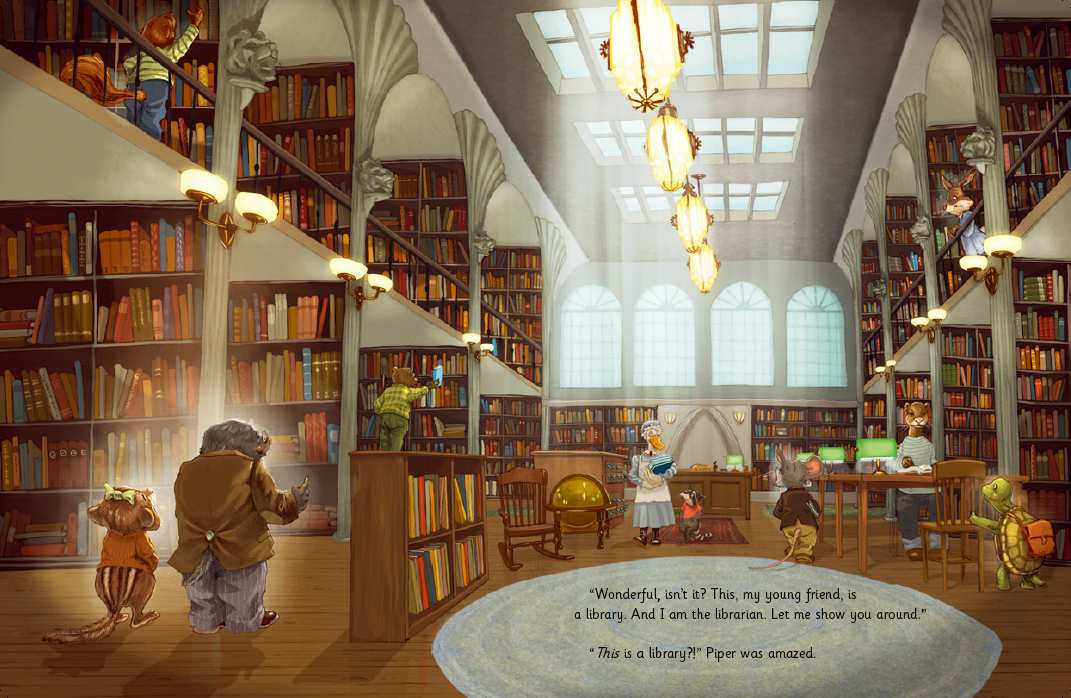 “Wonderful, isn’t it? This, my young friend, is
a library. And I am the librarian. Let me show you around.”
“This is a library?!” Piper was amazed.